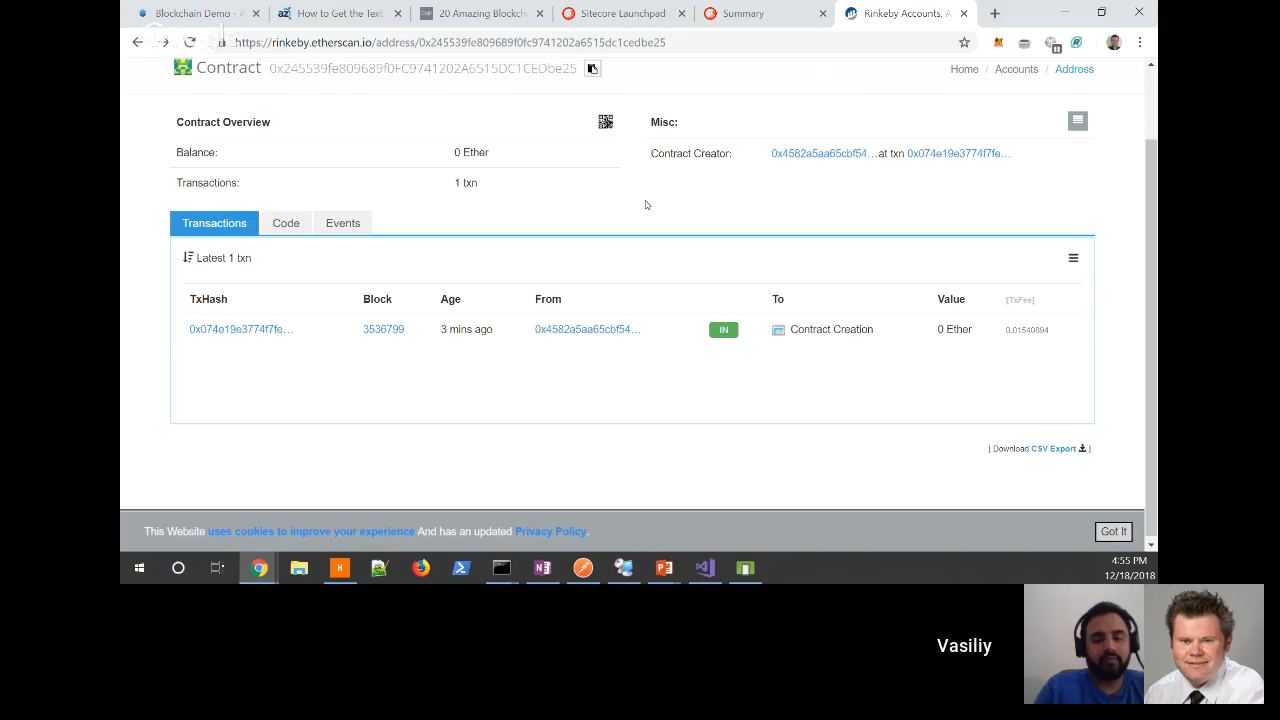 Blockchain Demo - A
How to Get the Text
20 Amazing Blockch
Sitecore Launchpad
Summary
Rinkeby Accounts, A
https://rinkeby.etherscan.io/address/0x245539fe809689f0fc9741202a6515dc1cedbe25
Contract 0x245539fe809689f0FC9741202A6515DC1CEDbe25
Home / Accounts / Address
Contract Overview
Misc:
Balance: 0 Ether
Contract Creator: 0x4582a5aa65cbf54... at txn 0x074e19e3774f7fe...
Transactions: 1 txn
Transactions Code Events
Latest 1 txn
TxHash Block Age From To Value [TxFee]
0x074e19e3774f7fe... 3536799 3 mins ago 0x4582a5aa65cbf54... IN Contract Creation 0 Ether 0.01540894
[ Download CSV Export ]
This Website uses cookies to improve your experience And has an updated Privacy Policy.
Got It
4:55 PM
12/18/2018
Vasiliy